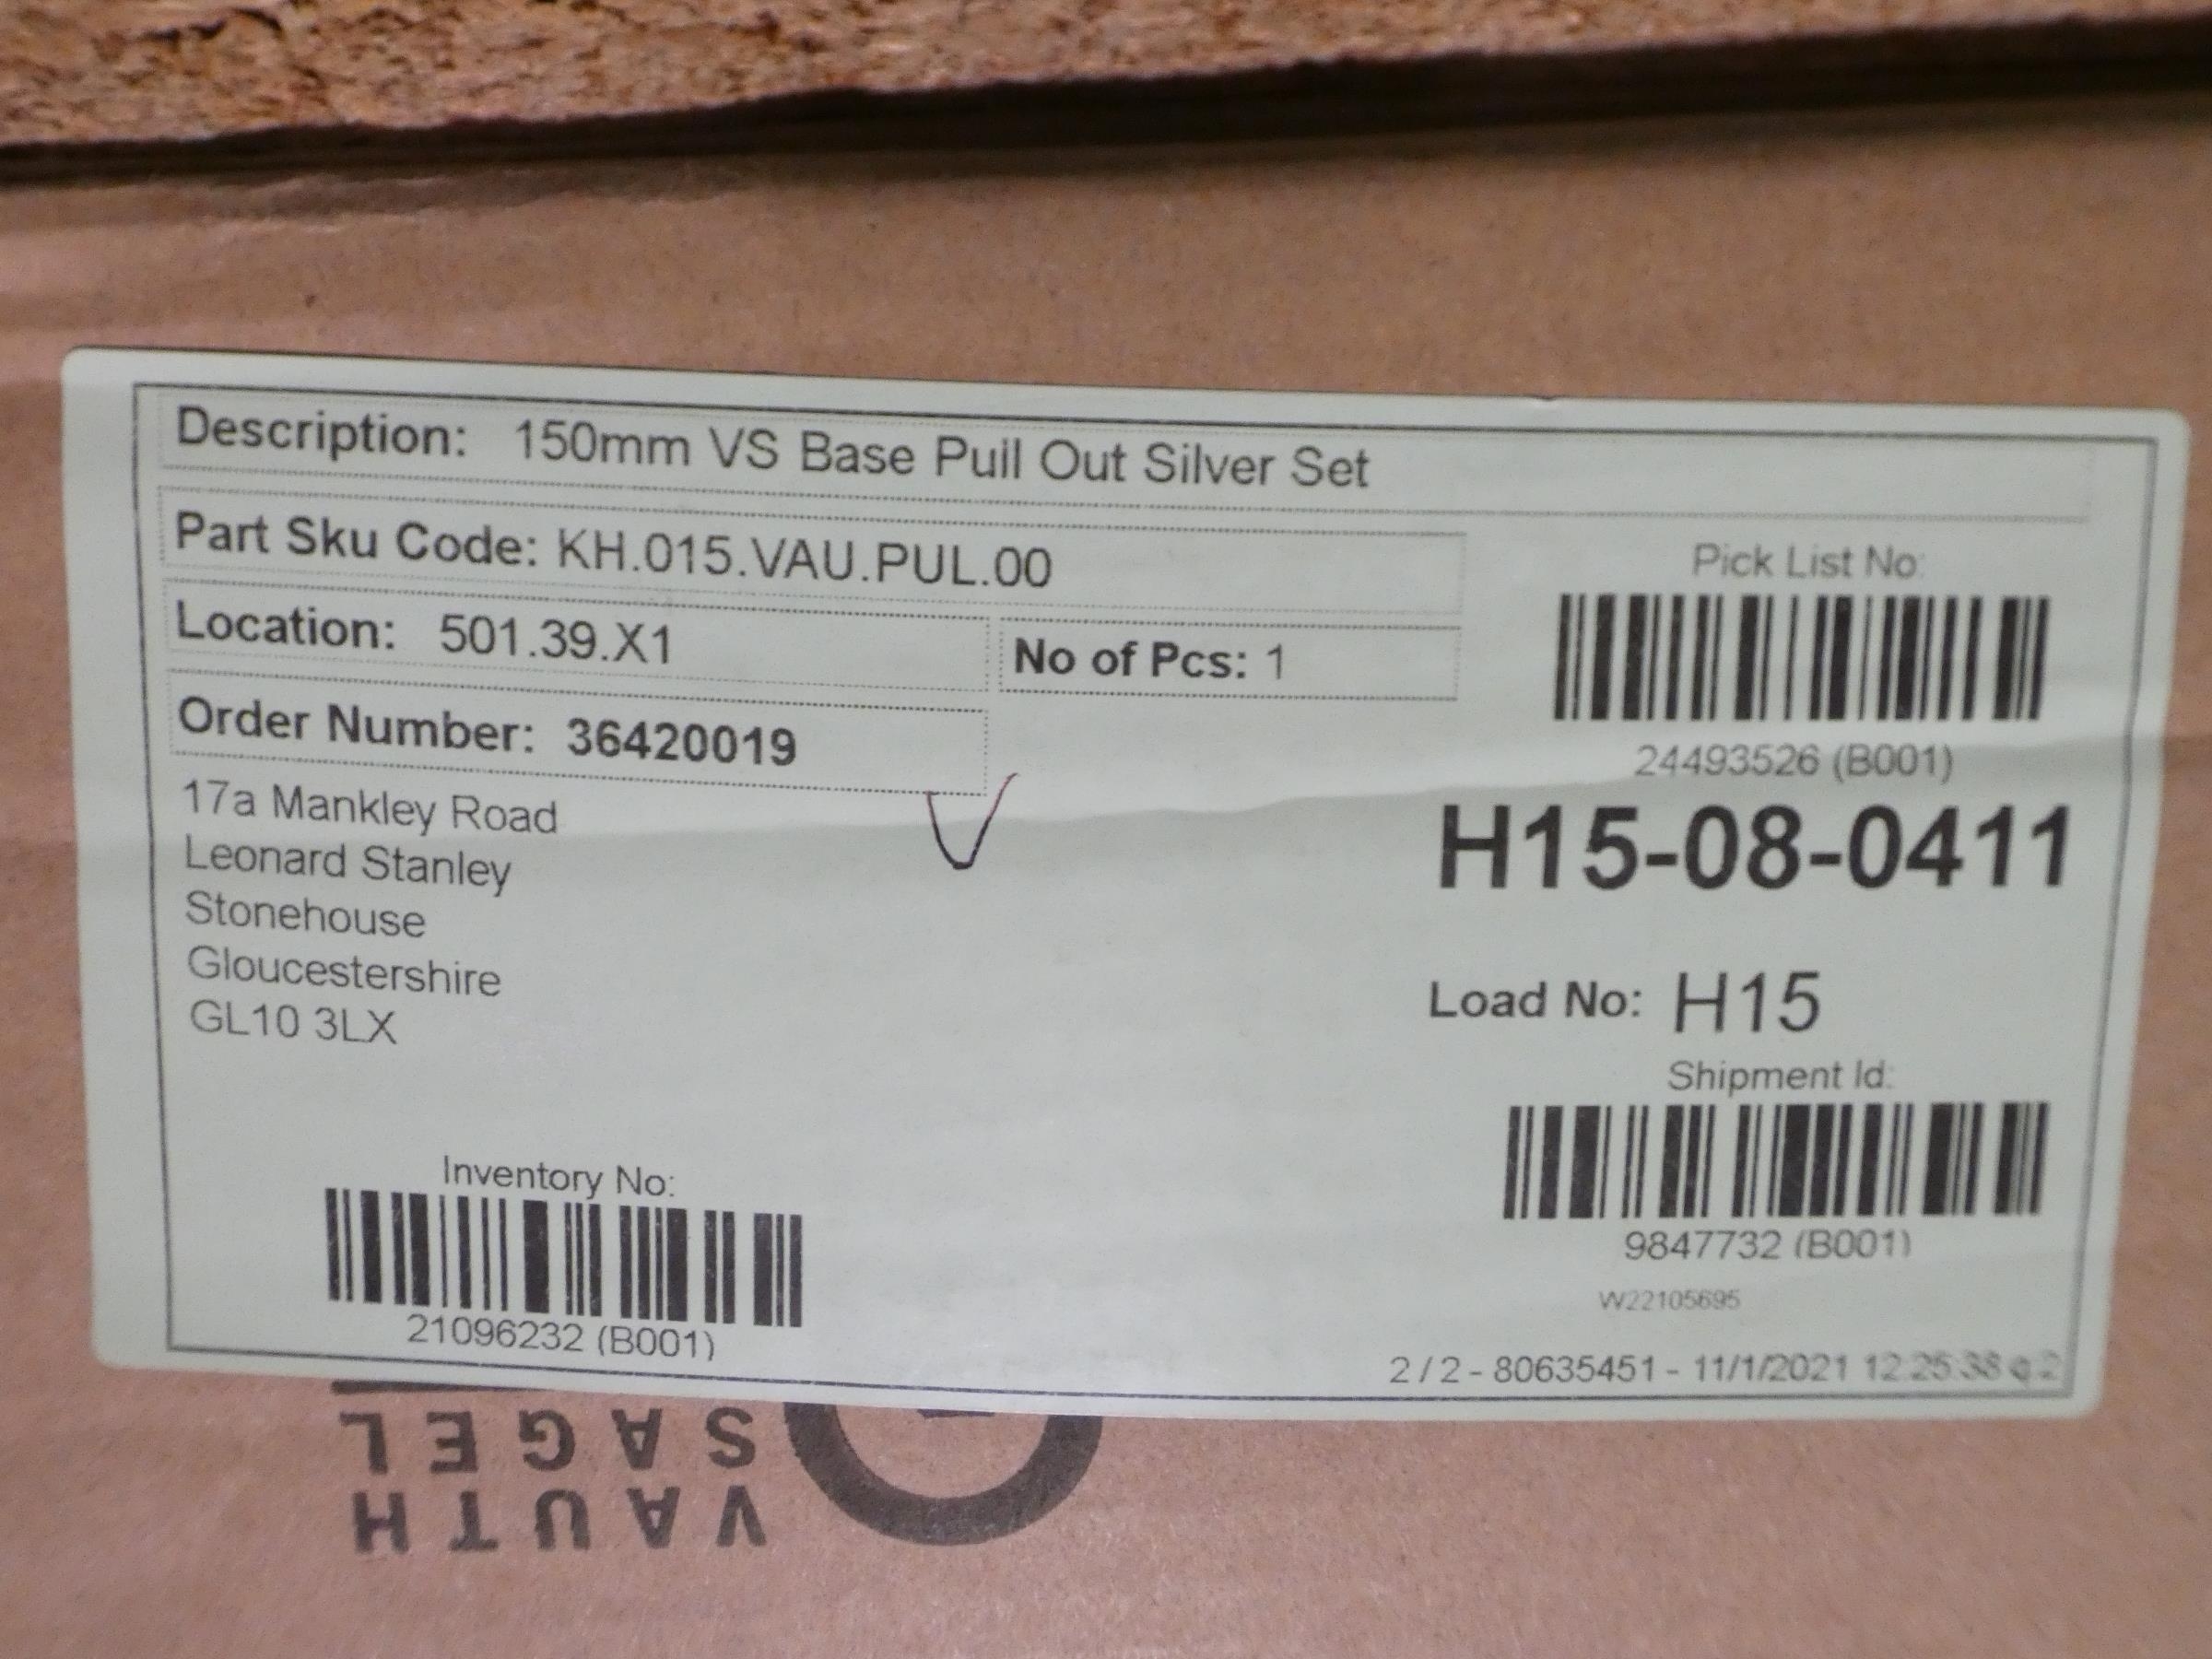 Description: 150mm VS Base Pull Out Silver Set
Part Sku Code: KH.015.VAU.PUL.00
Location: 501.39.X1
No of Pcs: 1
Order Number: 36420019
17a Mankley Road
Leonard Stanley
Stonehouse
Gloucestershire
GL10 3LX
Inventory No:
21096232 (B001)
Pick List No:
24493526 (B001)
H15-08-0411
Load No: H15
Shipment Id:
9847732 (B001)
W22105695
2 / 2 - 80635451 - 11/1/2021 12:25:38
VAUTH
SAGEL